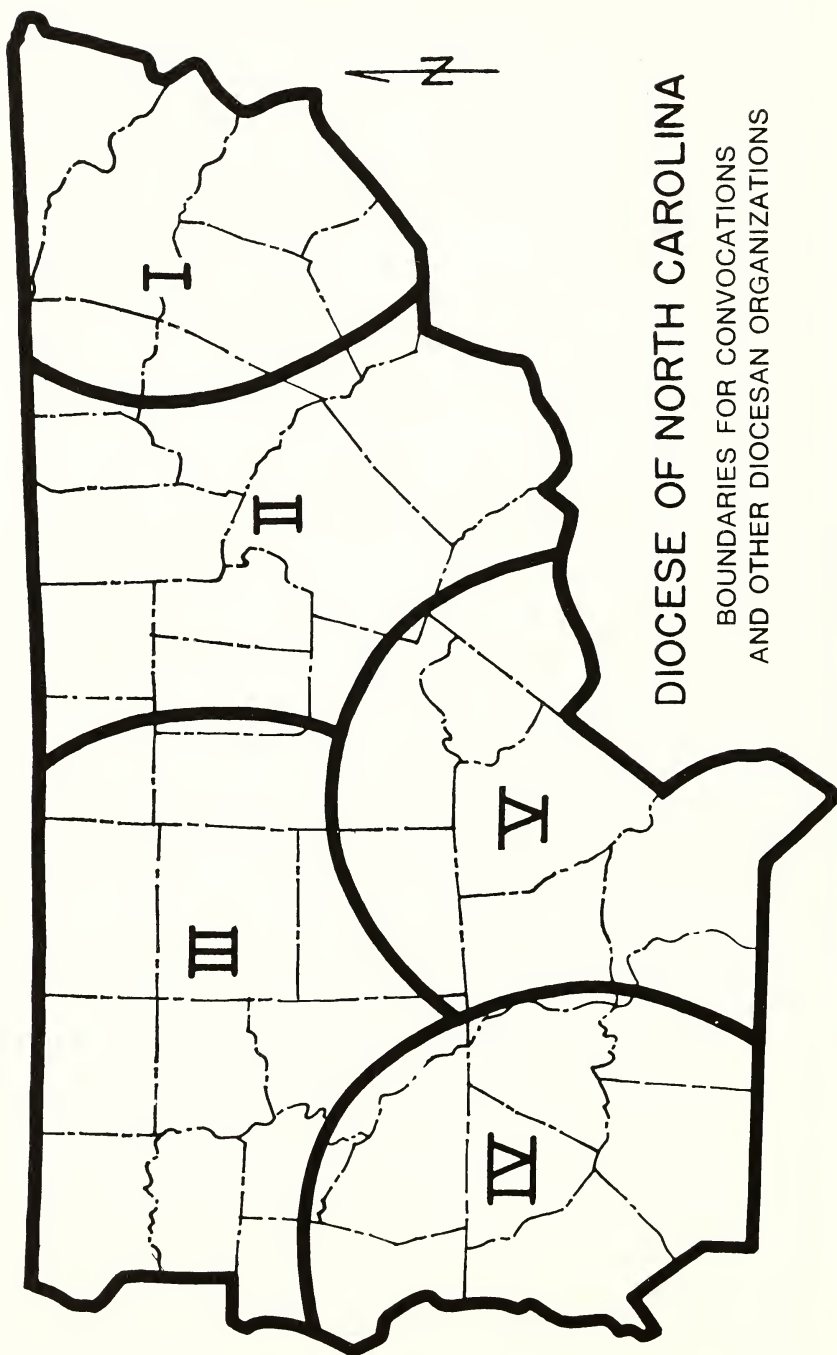 N
I
II
III
IV
V
DIOCESE OF NORTH CAROLINA
BOUNDARIES FOR CONVOCATIONS
AND OTHER DIOCESAN ORGANIZATIONS